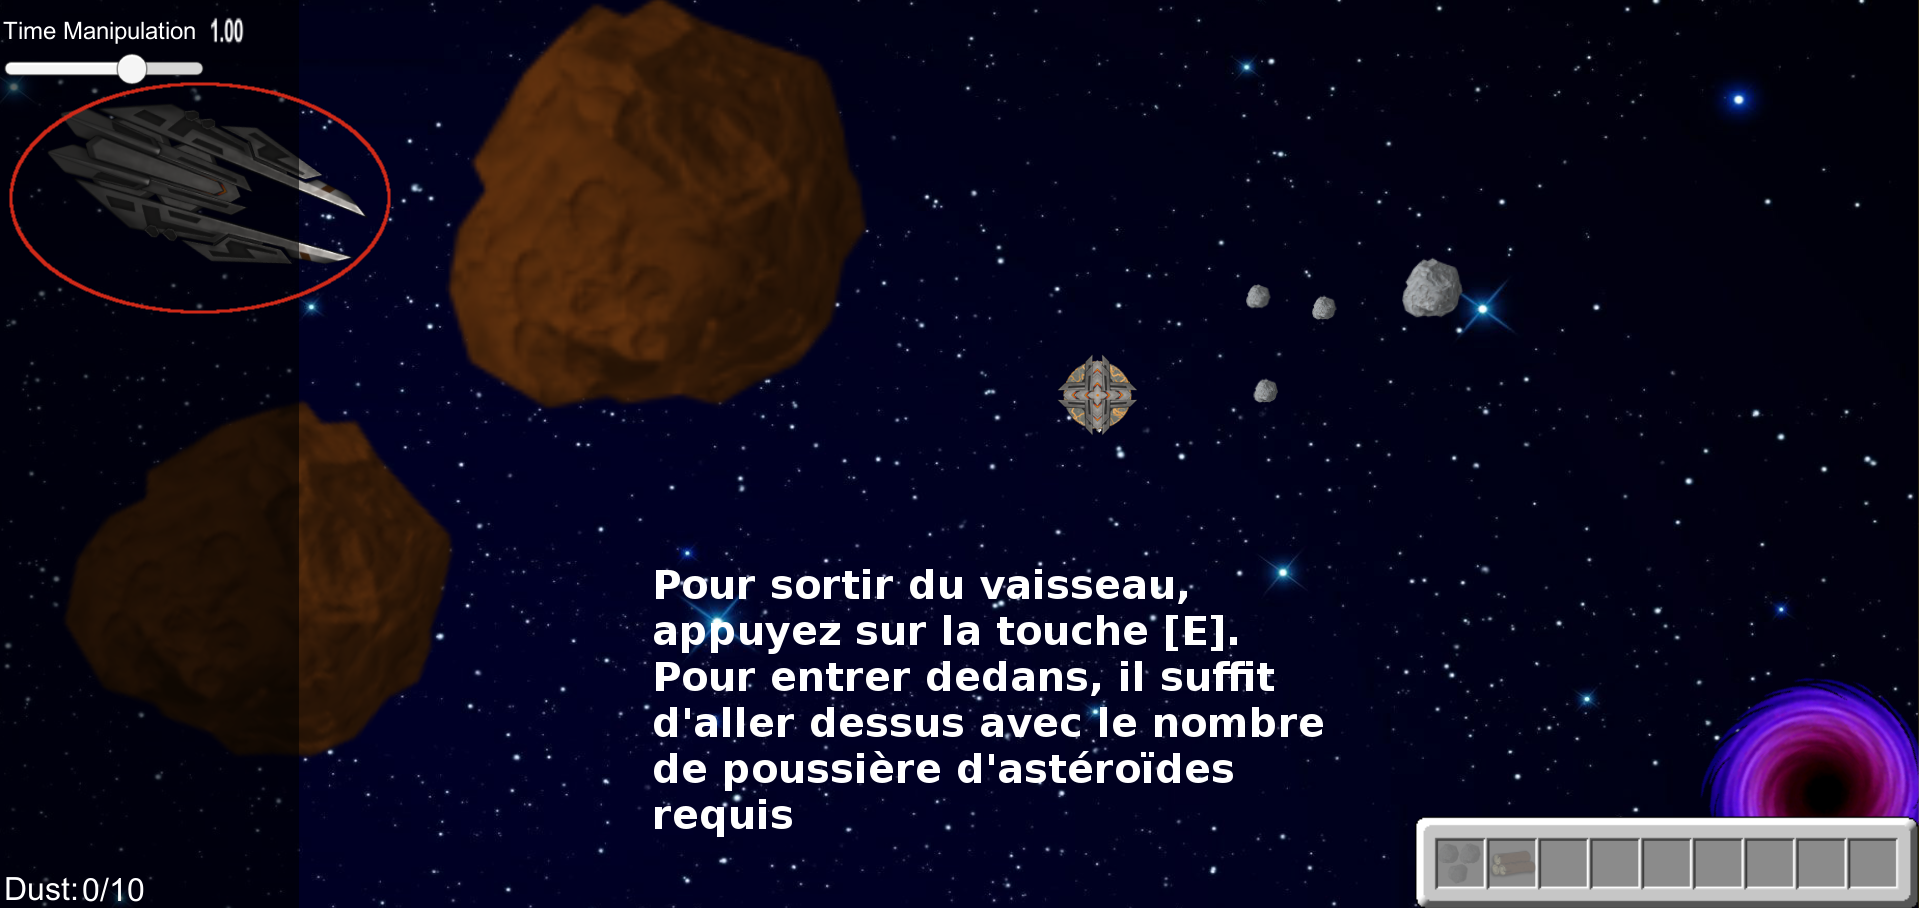 Time Manipulation 1.00
Pour sortir du vaisseau,
appuyez sur la touche [E].
Pour entrer dedans, il suffit
d'aller dessus avec le nombre
de poussière d'astéroïdes
requis
Dust:0/10